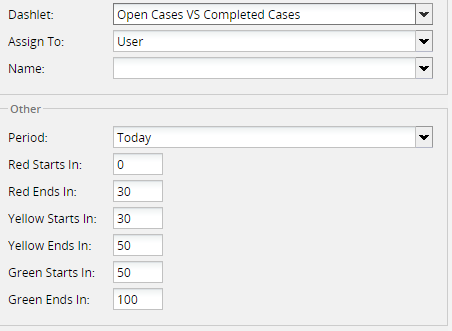 Dashlet: Open Cases VS Completed Cases
Assign To: User
Name:
Other
Period: Today
Red Starts In: 0
Red Ends In: 30
Yellow Starts In: 30
Yellow Ends In: 50
Green Starts In: 50
Green Ends In: 100